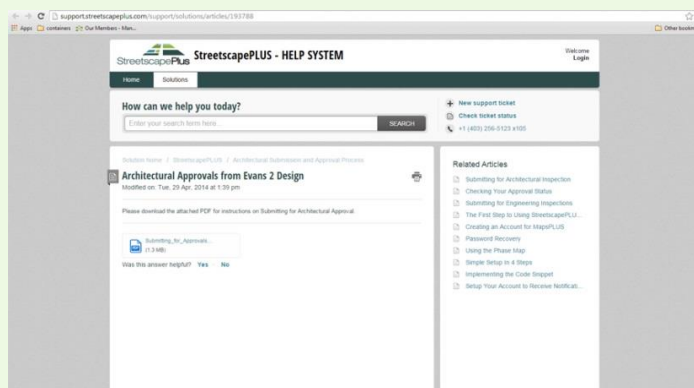 support.streetscapeplus.com/support/solutions/articles/193788
Apps containers Our Members - Man... Other bookm
StreetscapePlus StreetscapePLUS - HELP SYSTEM
Welcome
Login
Home Solutions
How can we help you today?
Enter your search term here...
SEARCH
New support ticket
Check ticket status
+1 (403) 256-5123 x105
Solution home / StreetscapePLUS / Architectural Submission and Approval Process
Architectural Approvals from Evans 2 Design
Modified on: Tue, 29 Apr, 2014 at 1:39 pm
Please download the attached PDF for instructions on Submitting for Architectural Approval.
Submitting_for_Approvals...
(1.3 MB)
Was this answer helpful? Yes No
Related Articles
Submitting for Architectural Inspection
Checking Your Approval Status
Submitting for Engineering Inspections
The First Step to Using StreetscapePLU...
Creating an Account for MapsPLUS
Password Recovery
Using the Phase Map
Simple Setup in 4 Steps
Implementing the Code Snippet
Setup Your Account to Receive Notificati...